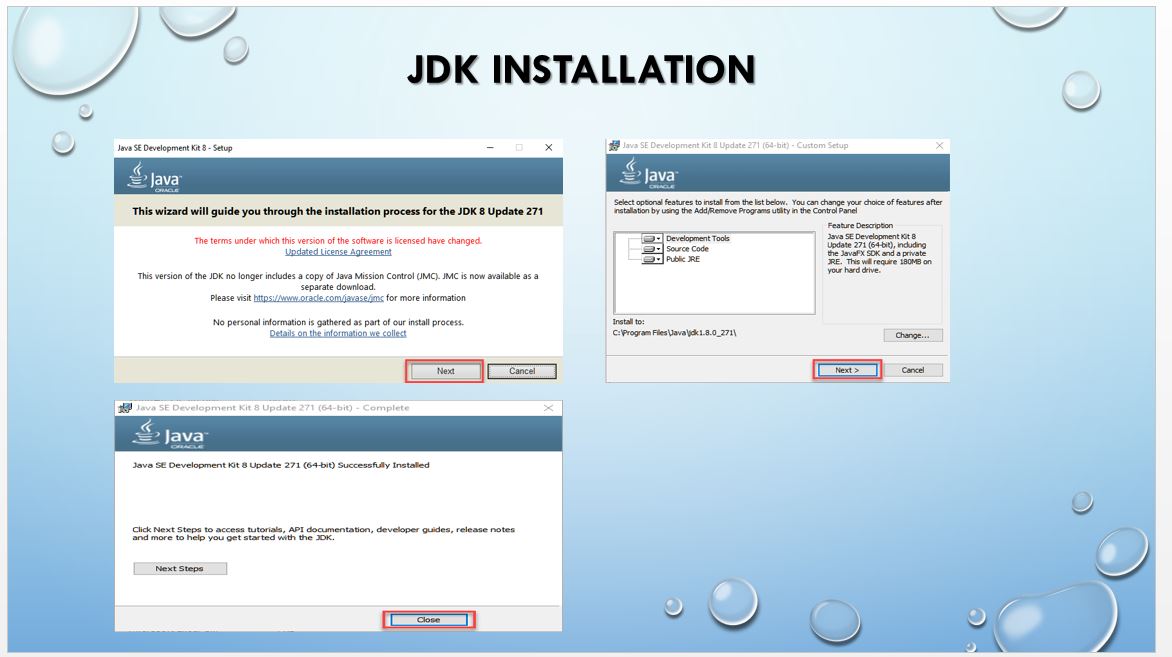 JDK INSTALLATION
Java SE Development Kit 8 - Setup
Java
ORACLE
This wizard will guide you through the installation process for the JDK 8 Update 271
The terms under which this version of the software is licensed have changed.
Updated License Agreement
This version of the JDK no longer includes a copy of Java Mission Control (JMC). JMC is now available as a
separate download.
Please visit https://www.oracle.com/javase/jmc for more information
No personal information is gathered as part of our install process.
Details on the information we collect
Next
Cancel
Java SE Development Kit 8 Update 271 (64-bit) - Custom Setup
Java
ORACLE
Select optional features to install from the list below. You can change your choice of features after
installation by using the Add/Remove Programs utility in the Control Panel
Development Tools
Source Code
Public JRE
Feature Description
Java SE Development Kit 8
Update 271 (64-bit), including
the JavaFX SDK and a private
JRE. This will require 180MB on
your hard drive.
Install to:
C:\Program Files\Java\jdk1.8.0_271\
Change...
Next >
Cancel
Java SE Development Kit 8 Update 271 (64-bit) - Complete
Java
ORACLE
Java SE Development Kit 8 Update 271 (64-bit) Successfully Installed
Click Next Steps to access tutorials, API documentation, developer guides, release notes
and more to help you get started with the JDK.
Next Steps
Close